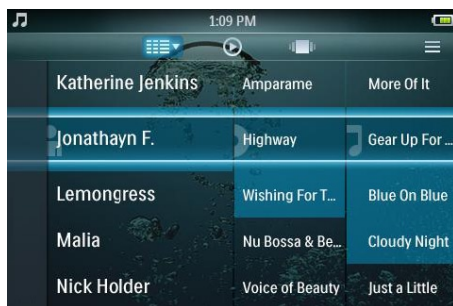 1:09 PM
Katherine Jenkins Amparame More Of It
Jonathayn F. Highway Gear Up For ...
Lemongress Wishing For T... Blue On Blue
Malia Nu Bossa & Be... Cloudy Night
Nick Holder Voice of Beauty Just a Little